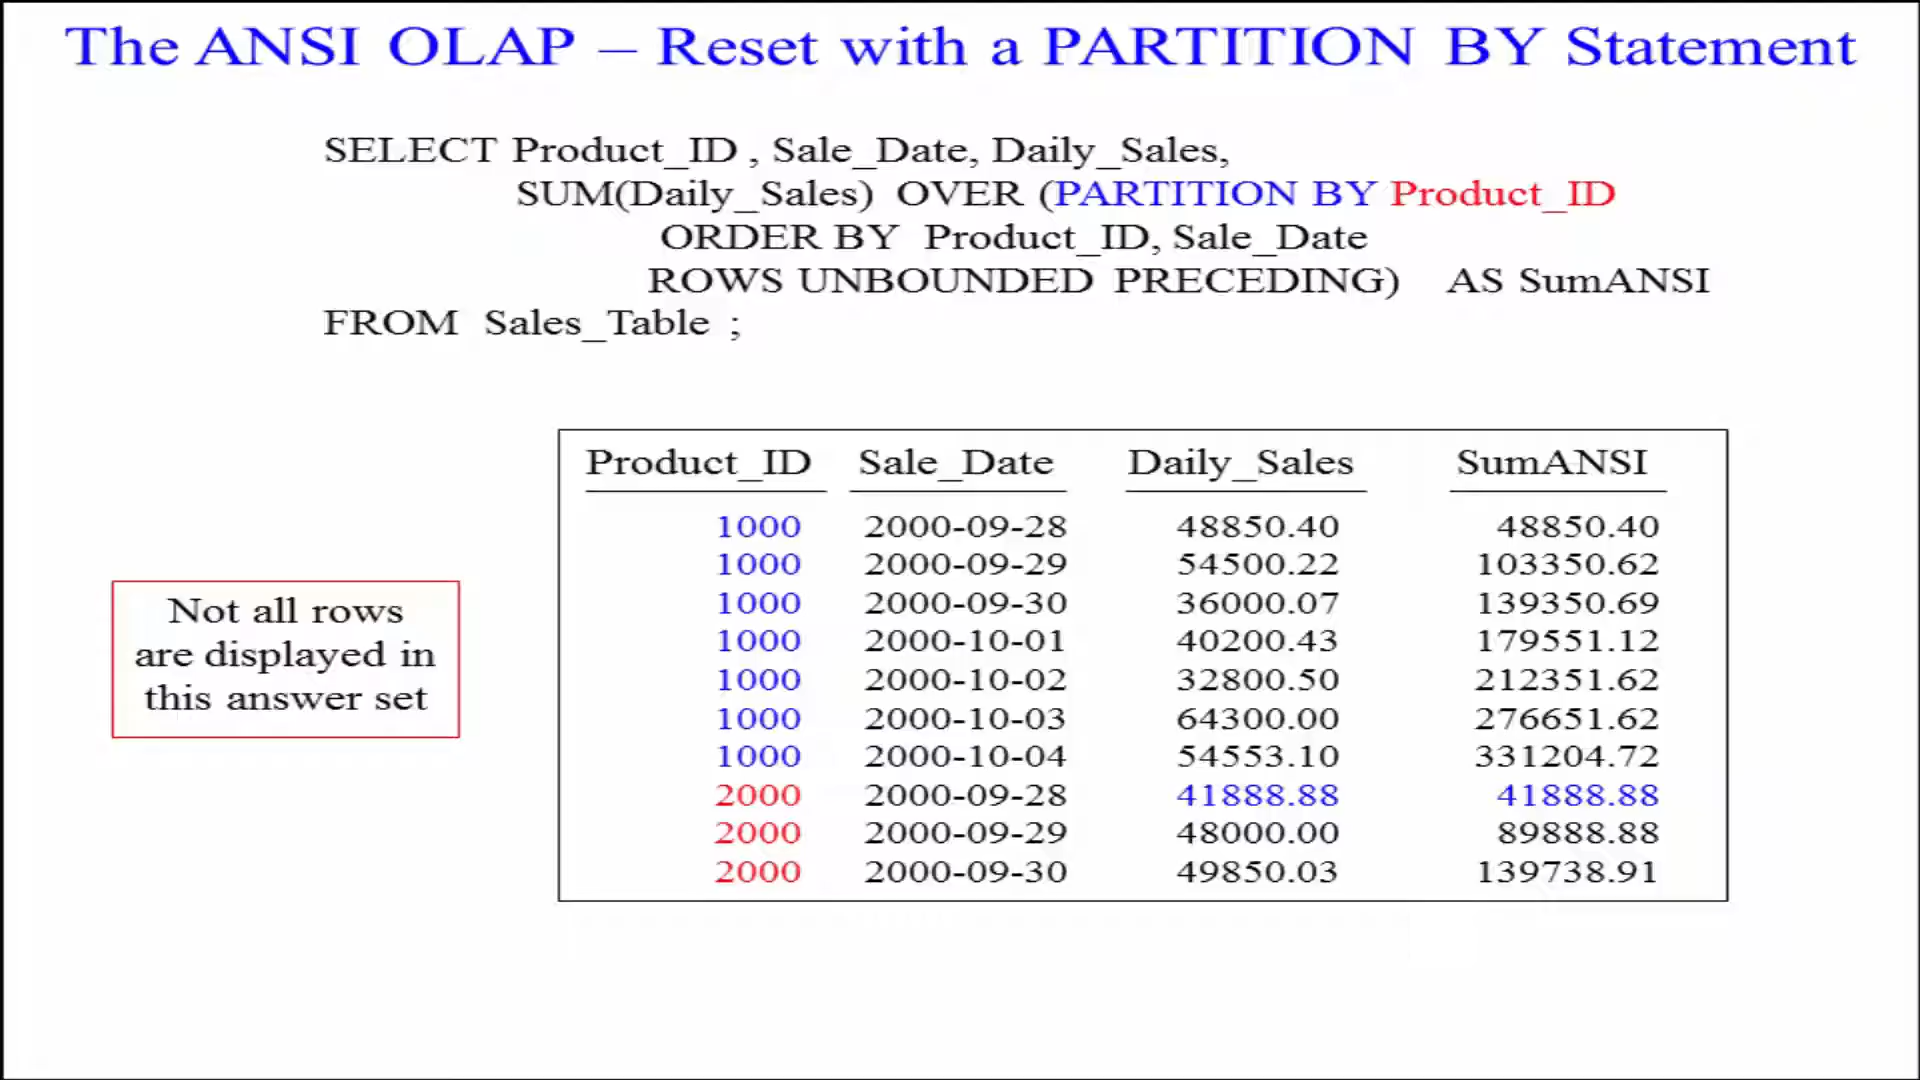 The ANSI OLAP – Reset with a PARTITION BY Statement
SELECT Product_ID , Sale_Date, Daily_Sales,
SUM(Daily_Sales) OVER (PARTITION BY Product_ID
ORDER BY Product_ID, Sale_Date
ROWS UNBOUNDED PRECEDING) AS SumANSI
FROM Sales_Table ;
Product_ID Sale_Date Daily_Sales SumANSI
1000 2000-09-28 48850.40 48850.40
1000 2000-09-29 54500.22 103350.62
1000 2000-09-30 36000.07 139350.69
1000 2000-10-01 40200.43 179551.12
1000 2000-10-02 32800.50 212351.62
1000 2000-10-03 64300.00 276651.62
1000 2000-10-04 54553.10 331204.72
2000 2000-09-28 41888.88 41888.88
2000 2000-09-29 48000.00 89888.88
2000 2000-09-30 49850.03 139738.91
Not all rows
are displayed in
this answer set